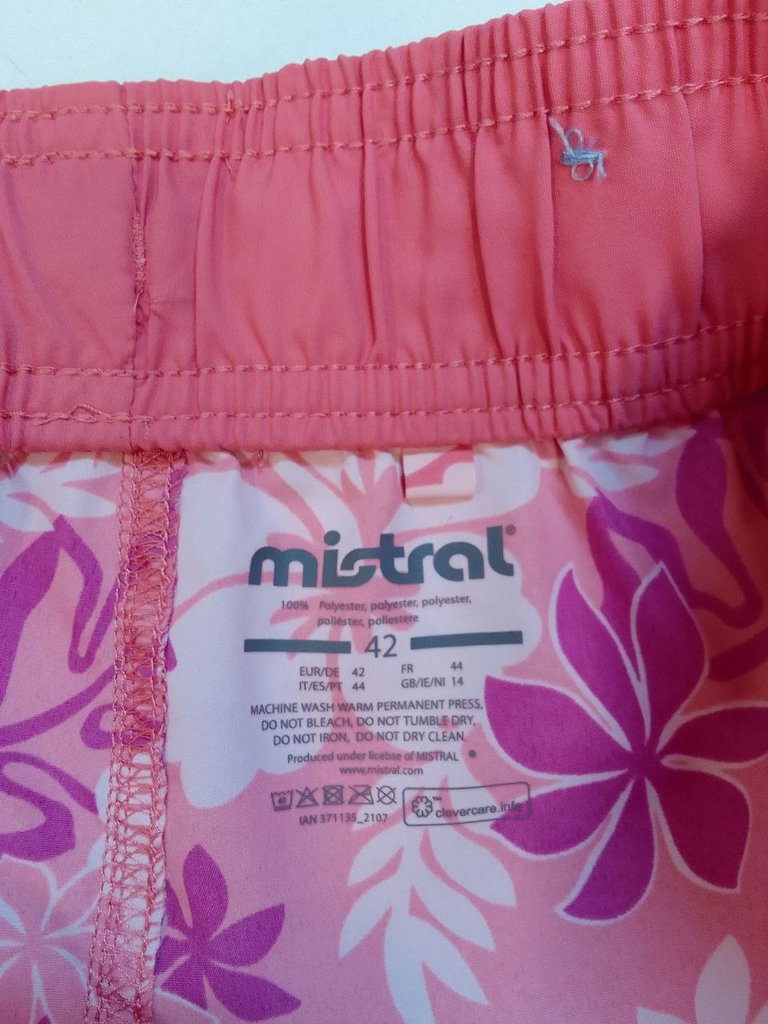 mistral®
100% Polyester, polyester, polyester,
poliéster, poliestere
42
EUR/DE 42 FR 44
IT/ES/PT 44 GB/IE/NI 14
MACHINE WASH WARM PERMANENT PRESS,
DO NOT BLEACH, DO NOT TUMBLE DRY,
DO NOT IRON, DO NOT DRY CLEAN.
Produced under license of MISTRAL ®
www.mistral.com
40 clevercare.info
IAN 371135_2107